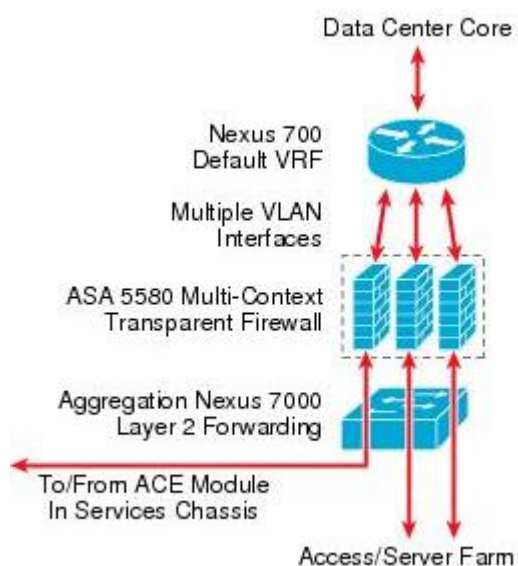 Data Center Core
Nexus 700
Default VRF
Multiple VLAN
Interfaces
ASA 5580 Multi-Context
Transparent Firewall
Aggregation Nexus 7000
Layer 2 Forwarding
To/From ACE Module
In Services Chassis
Access/Server Farm